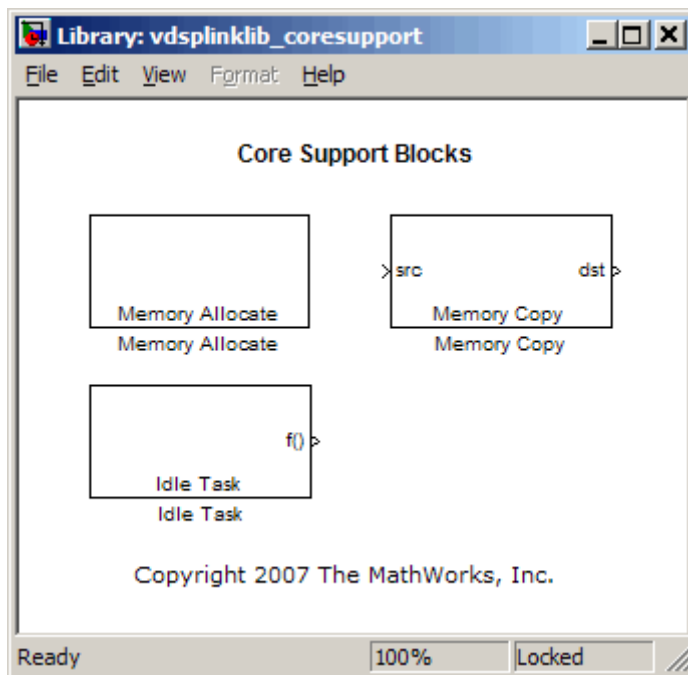 Library: vdsplinklib_coresupport
File Edit View Format Help
Core Support Blocks
src dst
Memory Allocate Memory Copy
Memory Allocate Memory Copy
f()
Idle Task
Idle Task
Copyright 2007 The MathWorks, Inc.
Ready 100% Locked